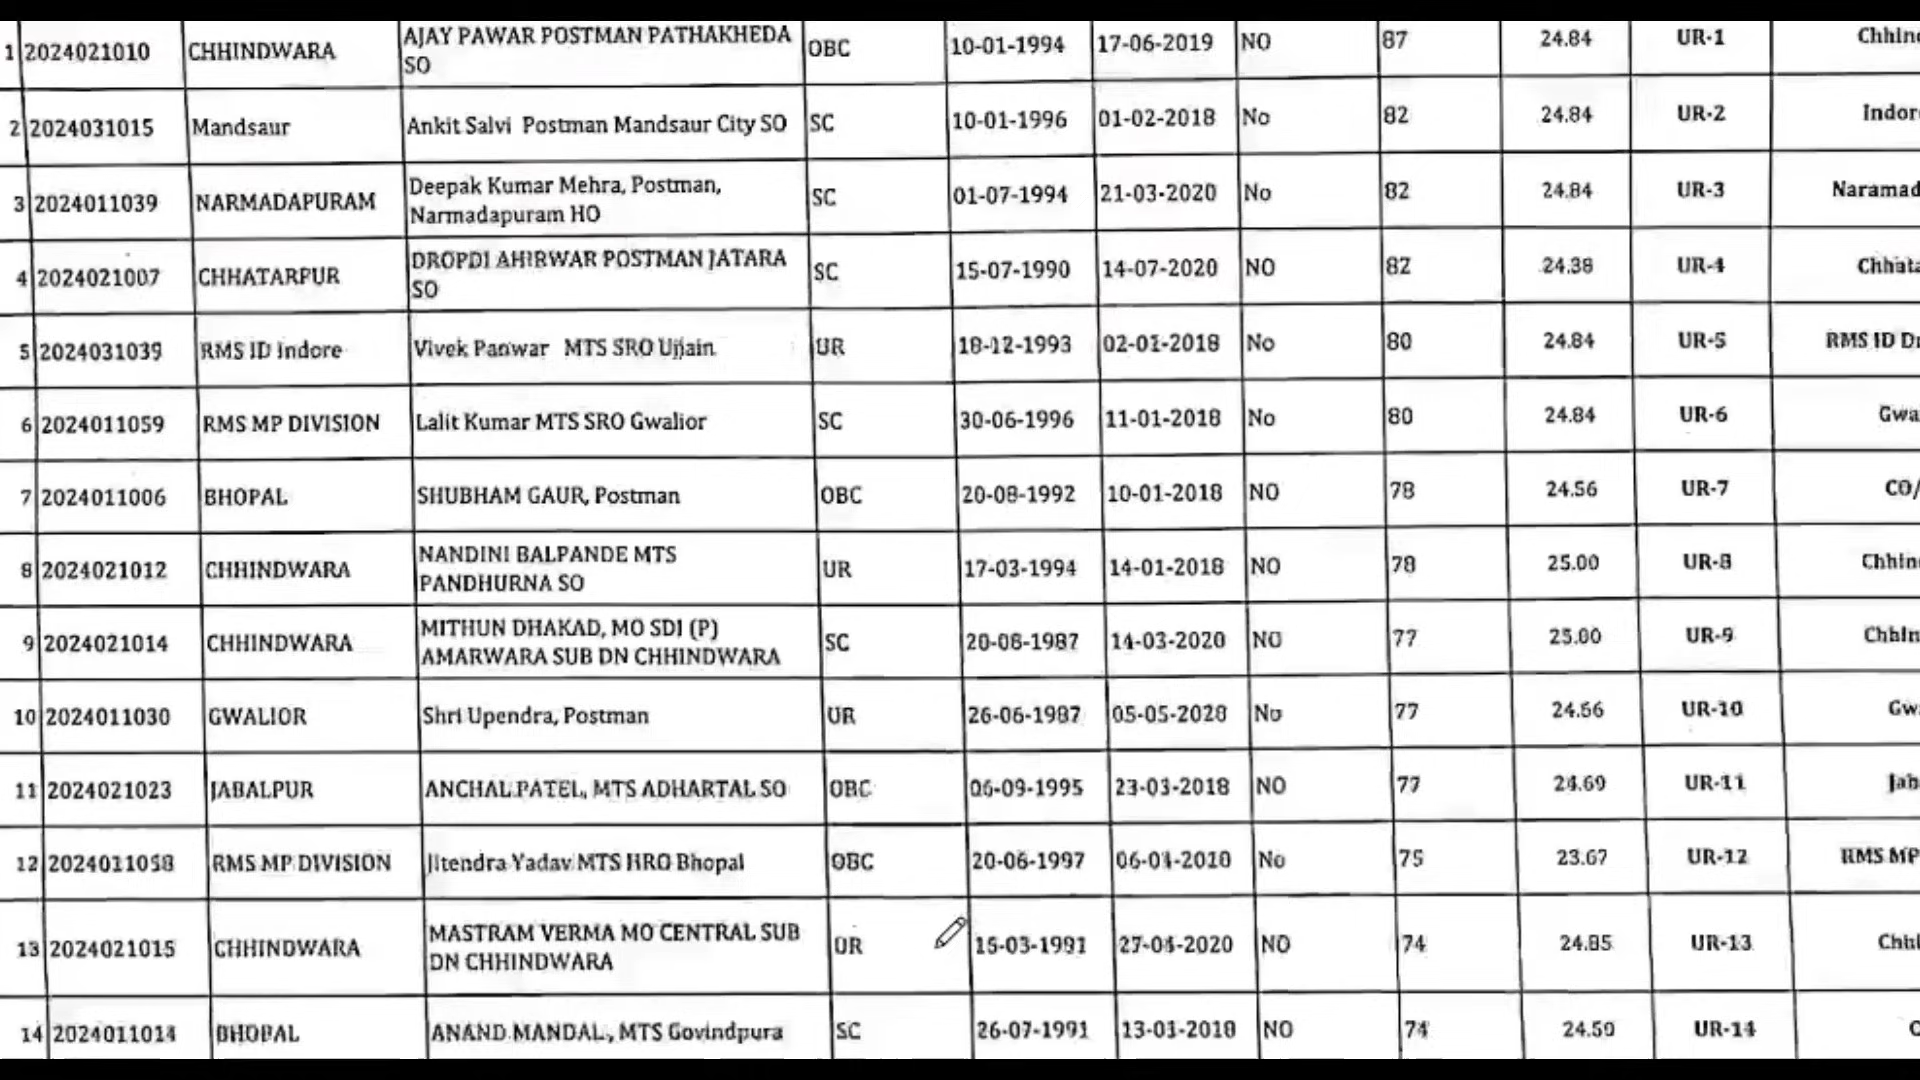 1 2024021010 CHHINDWARA AJAY PAWAR POSTMAN PATHAKHEDA SO OBC 10-01-1994 17-06-2019 NO 87 24.84 UR-1
2 2024031015 Mandsaur Ankit Salvi Postman Mandsaur City SO SC 10-01-1996 01-02-2018 No 82 24.84 UR-2
3 2024011039 NARMADAPURAM Deepak Kumar Mehra, Postman, Narmadapuram HO SC 01-07-1994 21-03-2020 No 82 24.84 UR-3
4 2024021007 CHHATARPUR DROPDI AHIRWAR POSTMAN JATARA SO SC 15-07-1990 14-07-2020 NO 82 24.38 UR-4
5 2024031039 RMS ID Indore Vivek Panwar MTS SRO Ujjain UR 18-12-1993 02-01-2018 No 80 24.84 UR-5 RMS ID
6 2024011059 RMS MP DIVISION Lalit Kumar MTS SRO Gwalior SC 30-06-1996 11-01-2018 No 80 24.84 UR-6
7 2024011006 BHOPAL SHUBHAM GAUR, Postman OBC 20-08-1992 10-01-2018 NO 78 24.56 UR-7 CO/
8 2024021012 CHHINDWARA NANDINI BALPANDE MTS PANDHURNA SO UR 17-03-1994 14-01-2018 NO 78 25.00 UR-8
9 2024021014 CHHINDWARA MITHUN DHAKAD, MO SDI (P) AMARWARA SUB DN CHHINDWARA SC 20-08-1987 14-03-2020 NO 77 25.00 UR-9
10 2024011030 GWALIOR Shri Upendra, Postman UR 26-06-1987 No 77 UR-10
11 2024021023 JABALPUR ANCHAL PATEL, MTS ADHARTAL SO OBC 06-09-1995 23-03-2018 NO 77 24.69 UR-11
12 2024011058 RMS MP DIVISION Jitendra Yadav MTS HRO Bhopal OBC 20-06-1997 No 75 23.67 UR-12 RMS MP
13 2024021015 CHHINDWARA MASTRAM VERMA MO CENTRAL SUB DN CHHINDWARA UR 15-03-1991 NO 74 24.85 UR-13
14 2024011014 BHOPAL ANAND MANDAL, MTS Govindpura SC 26-07-1991 NO 74 UR-14